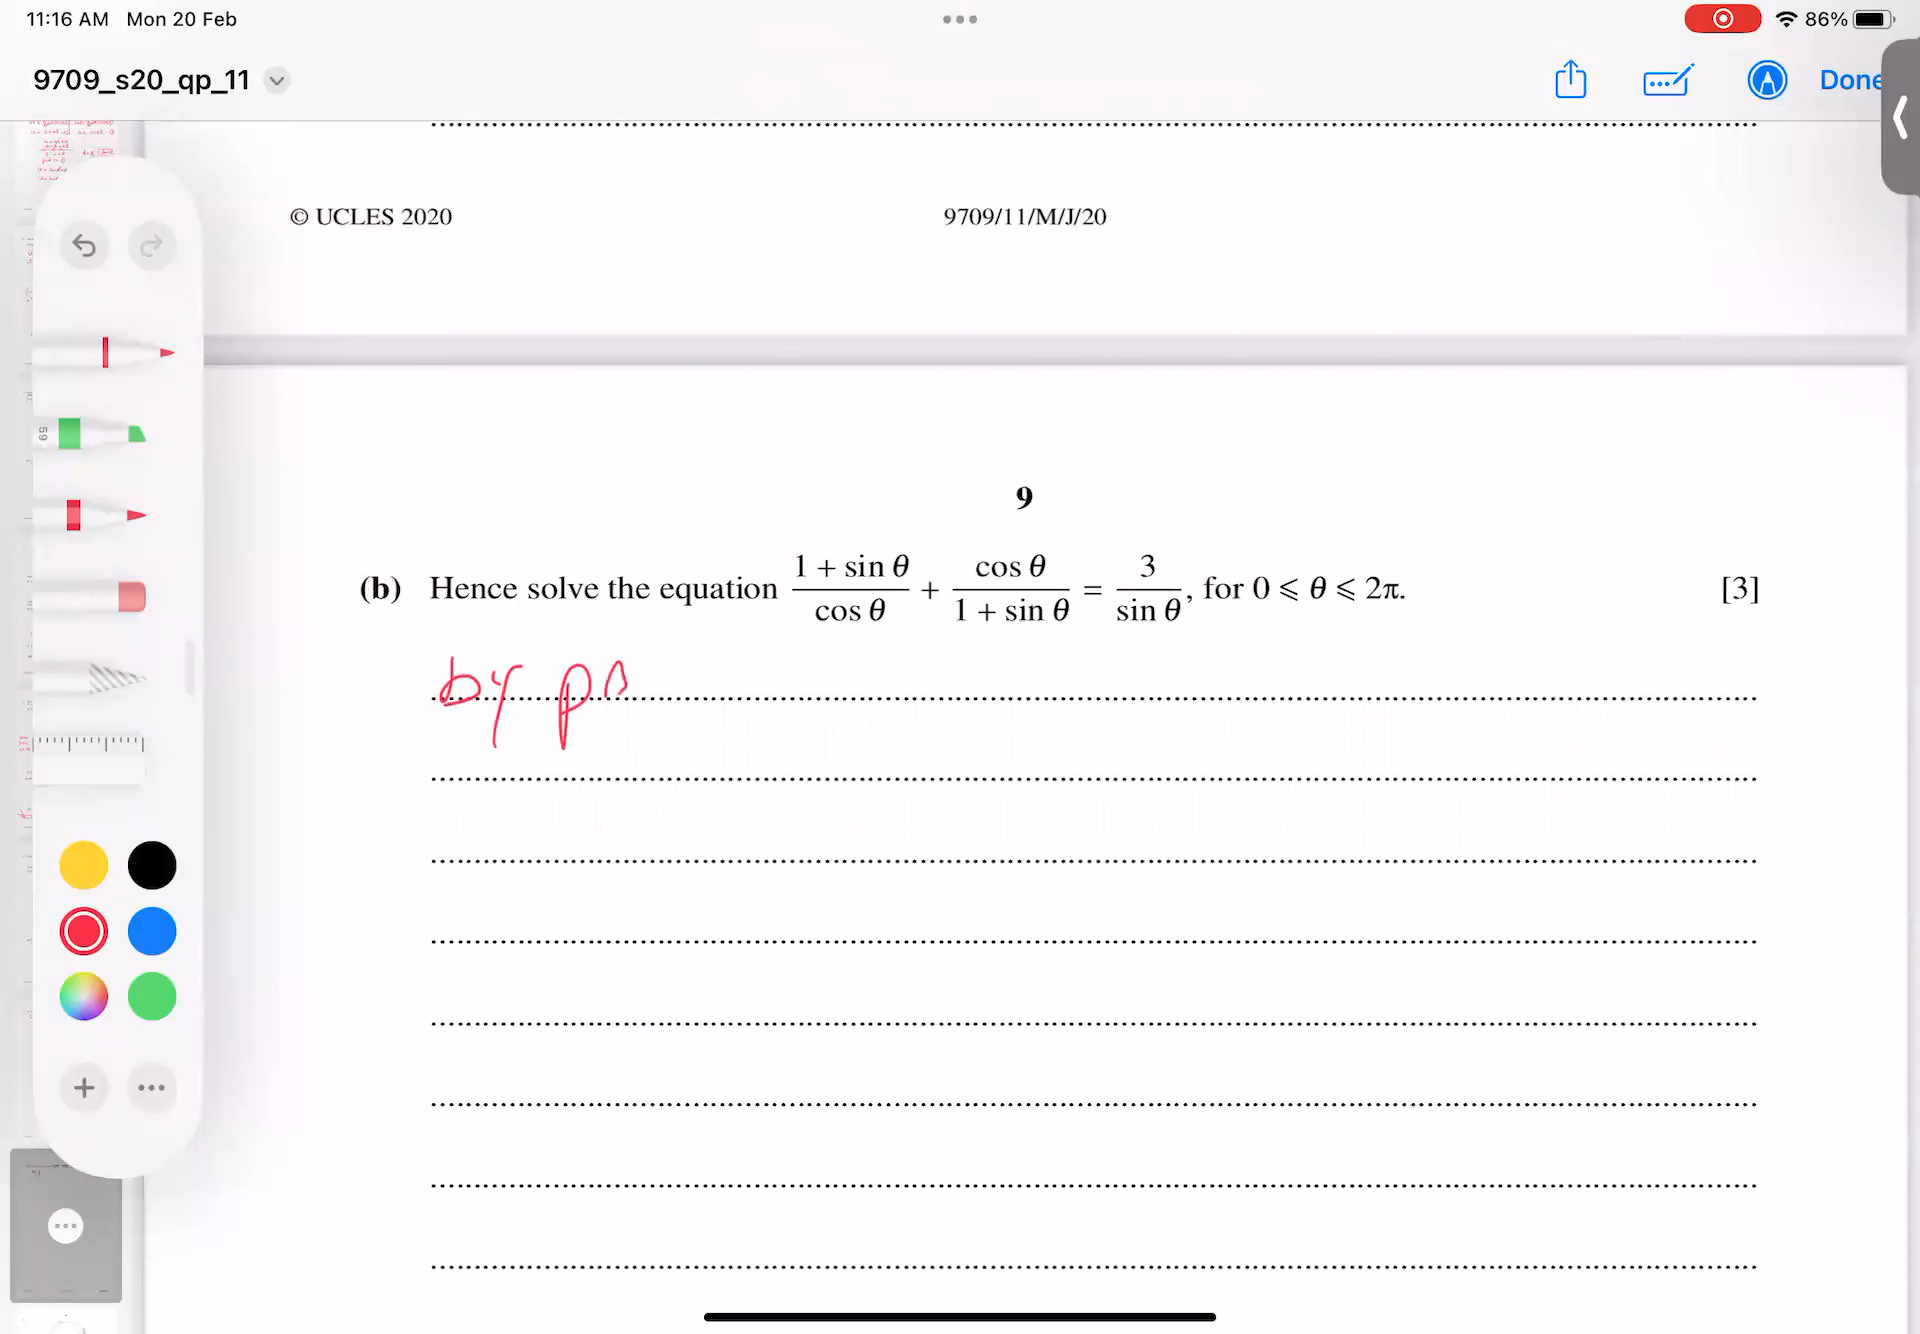 11:16 AM Mon 20 Feb
86%
9709_s20_qp_11
Done
© UCLES 2020
9709/11/M/J/20
59
9
(b) Hence solve the equation (1 + sin θ)/(cos θ) + (cos θ)/(1 + sin θ) = 3/(sin θ), for 0 ⩽ θ ⩽ 2π. [3]
by p